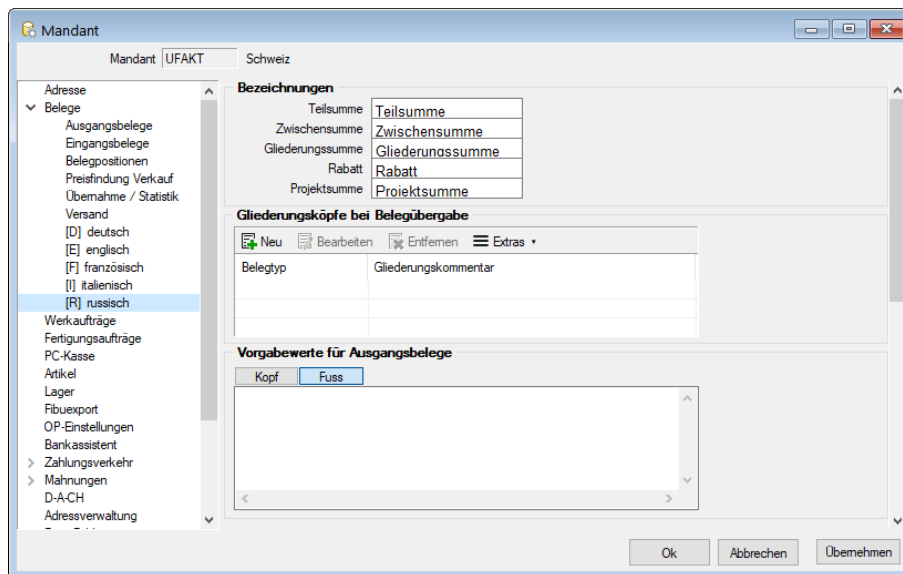 Mandant
Mandant UFAKT Schweiz
Adresse
Belege
Ausgangsbelege
Eingangsbelege
Belegpositionen
Preisfindung Verkauf
Übernahme / Statistik
Versand
[D] deutsch
[E] englisch
[F] französisch
[I] italienisch
[R] russisch
Werkaufträge
Fertigungsaufträge
PC-Kasse
Artikel
Lager
Fibuexport
OP-Einstellungen
Bankassistent
Zahlungsverkehr
Mahnungen
D-A-CH
Adressverwaltung
Bezeichnungen
Teilsumme Teilsumme
Zwischensumme Zwischensumme
Gliederungssumme Gliederungssumme
Rabatt Rabatt
Projektsumme Projektsumme
Gliederungsköpfe bei Belegübergabe
Neu Bearbeiten Entfernen Extras
Belegtyp Gliederungskommentar
Vorgabewerte für Ausgangsbelege
Kopf Fuss
Ok Abbrechen Übernehmen